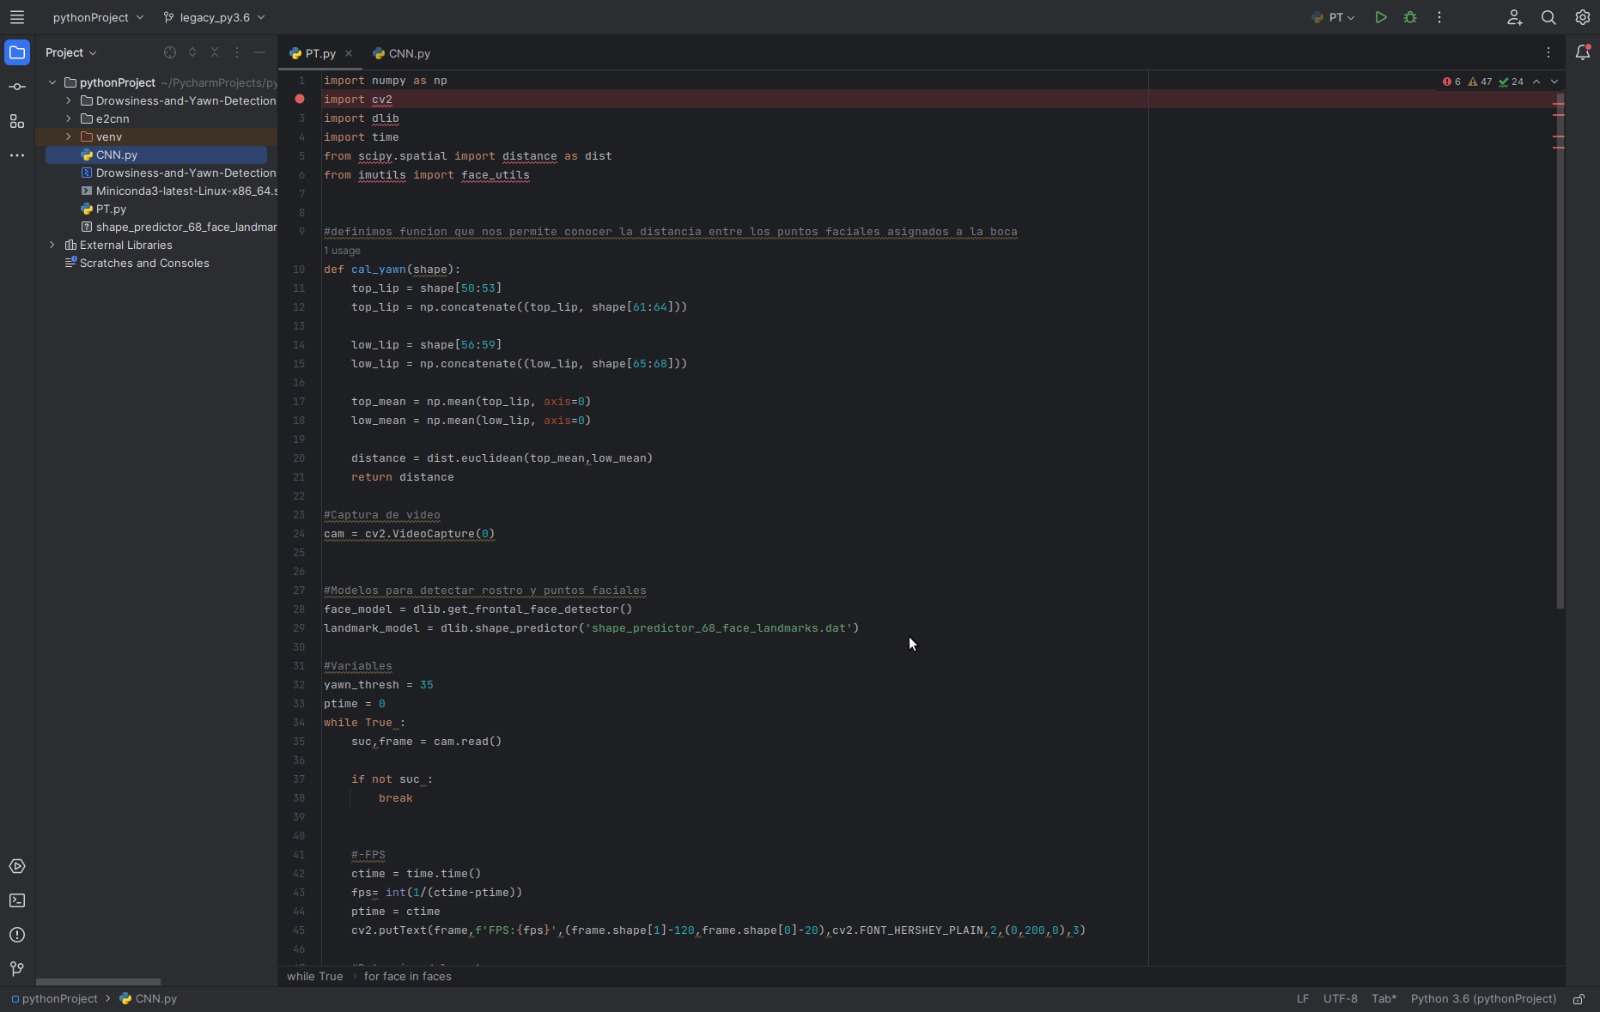 pythonProject
legacy_py3.6
PT
Project
PT.py
CNN.py
pythonProject ~/PycharmProjects/py
Drowsiness-and-Yawn-Detection
e2cnn
venv
CNN.py
Drowsiness-and-Yawn-Detection
Miniconda3-latest-Linux-x86_64.s
PT.py
shape_predictor_68_face_landmar
External Libraries
Scratches and Consoles
6 47 24
1 import numpy as np
import cv2
3 import dlib
4 import time
5 from scipy.spatial import distance as dist
6 from imutils import face_utils
7
8
9 #definimos funcion que nos permite conocer la distancia entre los puntos faciales asignados a la boca
1 usage
10 def cal_yawn(shape):
11 top_lip = shape[50:53]
12 top_lip = np.concatenate((top_lip, shape[61:64]))
13
14 low_lip = shape[56:59]
15 low_lip = np.concatenate((low_lip, shape[65:68]))
16
17 top_mean = np.mean(top_lip, axis=0)
18 low_mean = np.mean(low_lip, axis=0)
19
20 distance = dist.euclidean(top_mean,low_mean)
21 return distance
22
23 #Captura de video
24 cam = cv2.VideoCapture(0)
25
26
27 #Modelos para detectar rostro y puntos faciales
28 face_model = dlib.get_frontal_face_detector()
29 landmark_model = dlib.shape_predictor('shape_predictor_68_face_landmarks.dat')
30
31 #Variables
32 yawn_thresh = 35
33 ptime = 0
34 while True :
35 suc,frame = cam.read()
36
37 if not suc :
38 break
39
40
41 #-FPS
42 ctime = time.time()
43 fps= int(1/(ctime-ptime))
44 ptime = ctime
45 cv2.putText(frame,f'FPS:{fps}',(frame.shape[1]-120,frame.shape[0]-20),cv2.FONT_HERSHEY_PLAIN,2,(0,200,0),3)
46
while True › for face in faces
pythonProject › CNN.py
LF UTF-8 Tab* Python 3.6 (pythonProject)